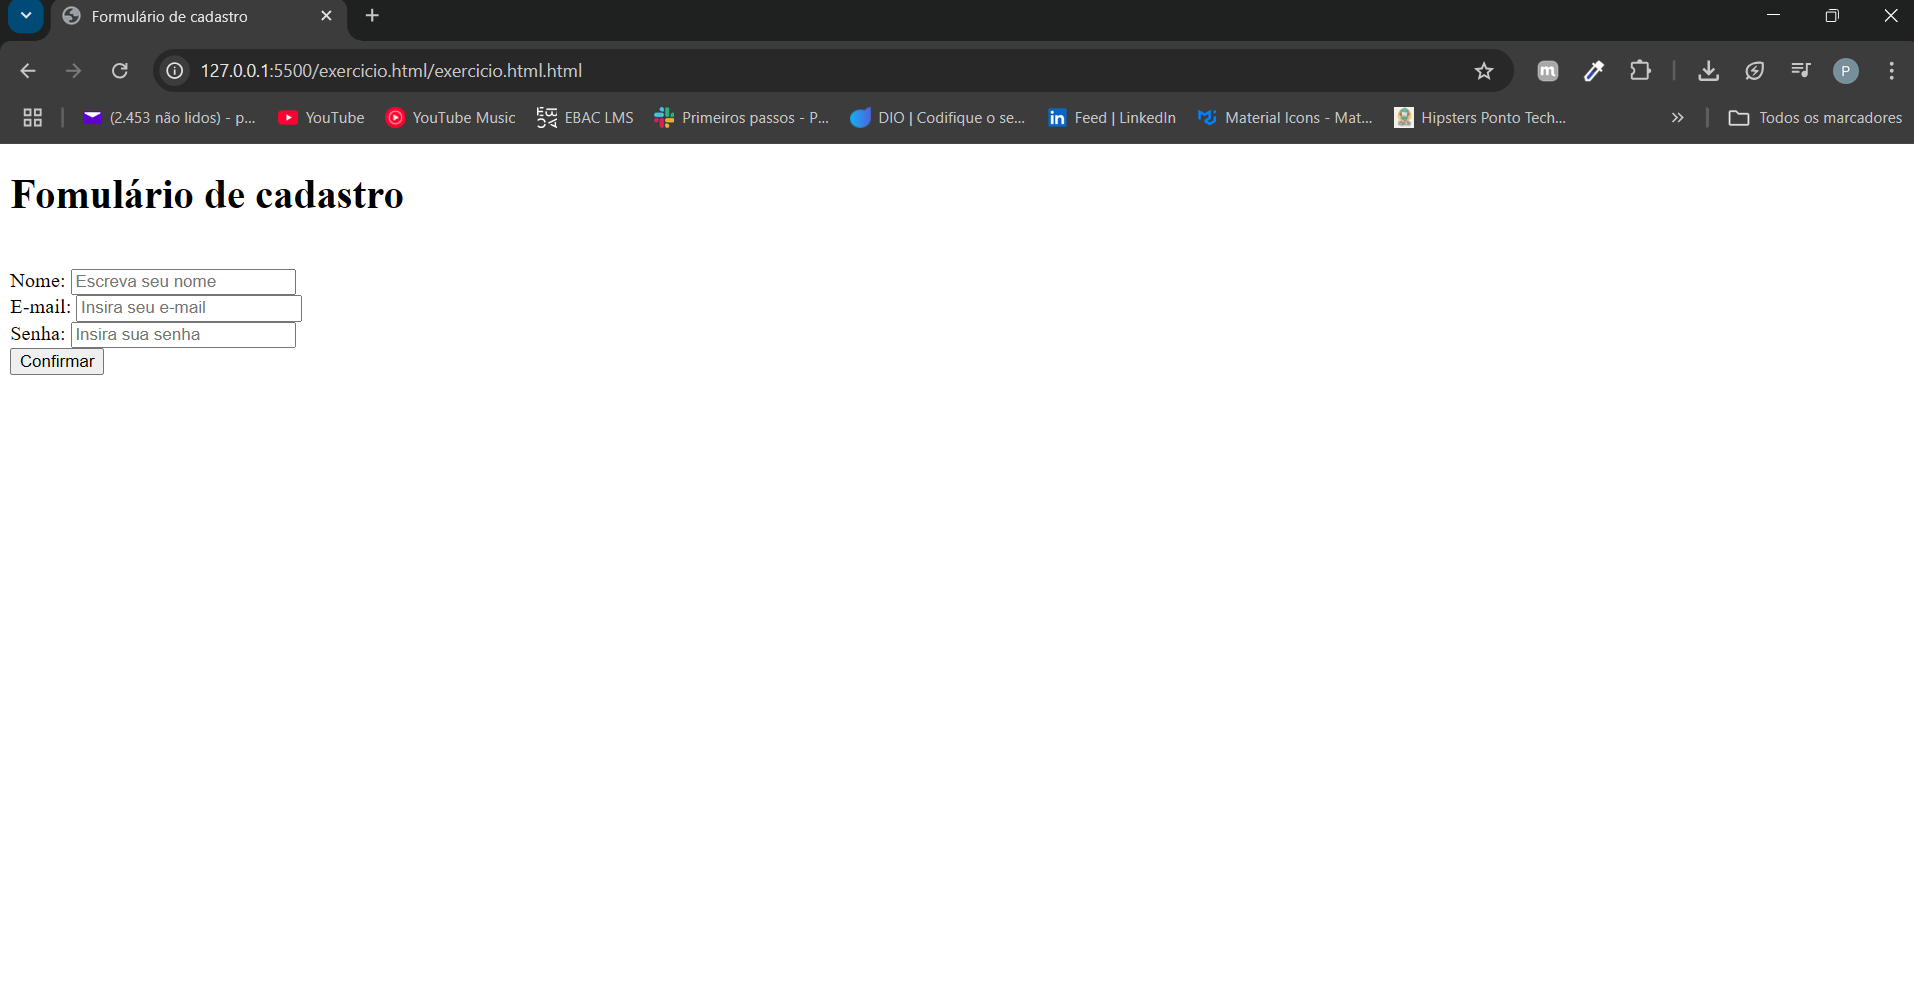 Formulário de cadastro
127.0.0.1:5500/exercicio.html/exercicio.html.html
m
P
(2.453 não lidos) - p... YouTube YouTube Music EBAC LMS Primeiros passos - P... DIO | Codifique o se... in Feed | LinkedIn Material Icons - Mat... Hipsters Ponto Tech... » Todos os marcadores
Fomulário de cadastro
Nome: Escreva seu nome
E-mail: Insira seu e-mail
Senha: Insira sua senha
Confirmar